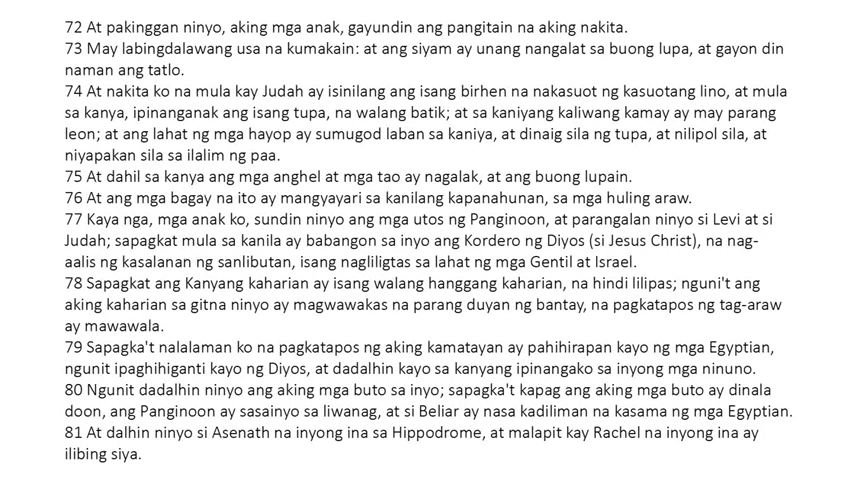 72 At pakinggan ninyo, aking mga anak, gayundin ang pangitain na aking nakita.
73 May labingdalawang usa na kumakain: at ang siyam ay unang nangalat sa buong lupa, at gayon din
naman ang tatlo.
74 At nakita ko na mula kay Judah ay isinilang ang isang birhen na nakasuot ng kasuotang lino, at mula
sa kanya, ipinanganak ang isang tupa, na walang batik; at sa kaniyang kaliwang kamay ay may parang
leon; at ang lahat ng mga hayop ay sumugod laban sa kaniya, at dinaig sila ng tupa, at nilipol sila, at
niyapakan sila sa ilalim ng paa.
75 At dahil sa kanya ang mga anghel at mga tao ay nagalak, at ang buong lupain.
76 At ang mga bagay na ito ay mangyayari sa kanilang kapanahunan, sa mga huling araw.
77 Kaya nga, mga anak ko, sundin ninyo ang mga utos ng Panginoon, at parangalan ninyo si Levi at si
Judah; sapagkat mula sa kanila ay babangon sa inyo ang Kordero ng Diyos (si Jesus Christ), na nag-
aalis ng kasalanan ng sanlibutan, isang nagliligtas sa lahat ng mga Gentil at Israel.
78 Sapagkat ang Kanyang kaharian ay isang walang hanggang kaharian, na hindi lilipas; nguni't ang
aking kaharian sa gitna ninyo ay magwawakas na parang duyan ng bantay, na pagkatapos ng tag-araw
ay mawawala.
79 Sapagka't nalalaman ko na pagkatapos ng aking kamatayan ay pahihirapan kayo ng mga Egyptian,
ngunit ipaghihiganti kayo ng Diyos, at dadalhin kayo sa kanyang ipinangako sa inyong mga ninuno.
80 Ngunit dadalhin ninyo ang aking mga buto sa inyo; sapagka't kapag ang aking mga buto ay dinala
doon, ang Panginoon ay sasainyo sa liwanag, at si Beliar ay nasa kadiliman na kasama ng mga Egyptian.
81 At dalhin ninyo si Asenath na inyong ina sa Hippodrome, at malapit kay Rachel na inyong ina ay
ilibing siya.